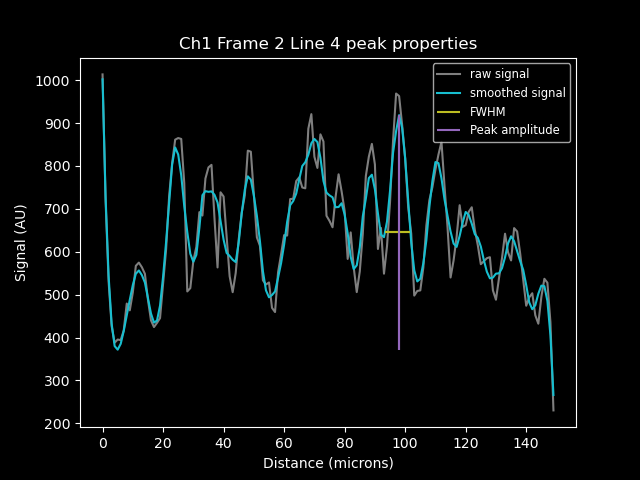 Ch1 Frame 2 Line 4 peak properties
raw signal
smoothed signal
FWHM
Peak amplitude
Signal (AU)
1000
900
800
700
600
500
400
300
200
0 20 40 60 80 100 120 140
Distance (microns)